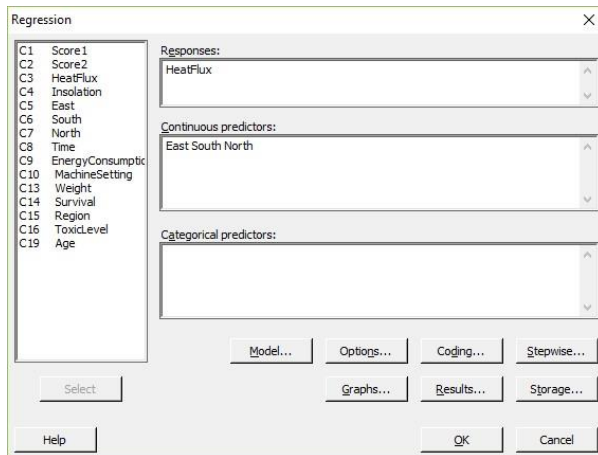 Regression
C1 Score1
C2 Score2
C3 HeatFlux
C4 Insolation
C5 East
C6 South
C7 North
C8 Time
C9 EnergyConsumptic
C10 MachineSetting
C13 Weight
C14 Survival
C15 Region
C16 ToxicLevel
C19 Age
Responses:
HeatFlux
Continuous predictors:
East South North
Categorical predictors:
Model... Options... Coding... Stepwise...
Select Graphs... Results... Storage...
Help OK Cancel